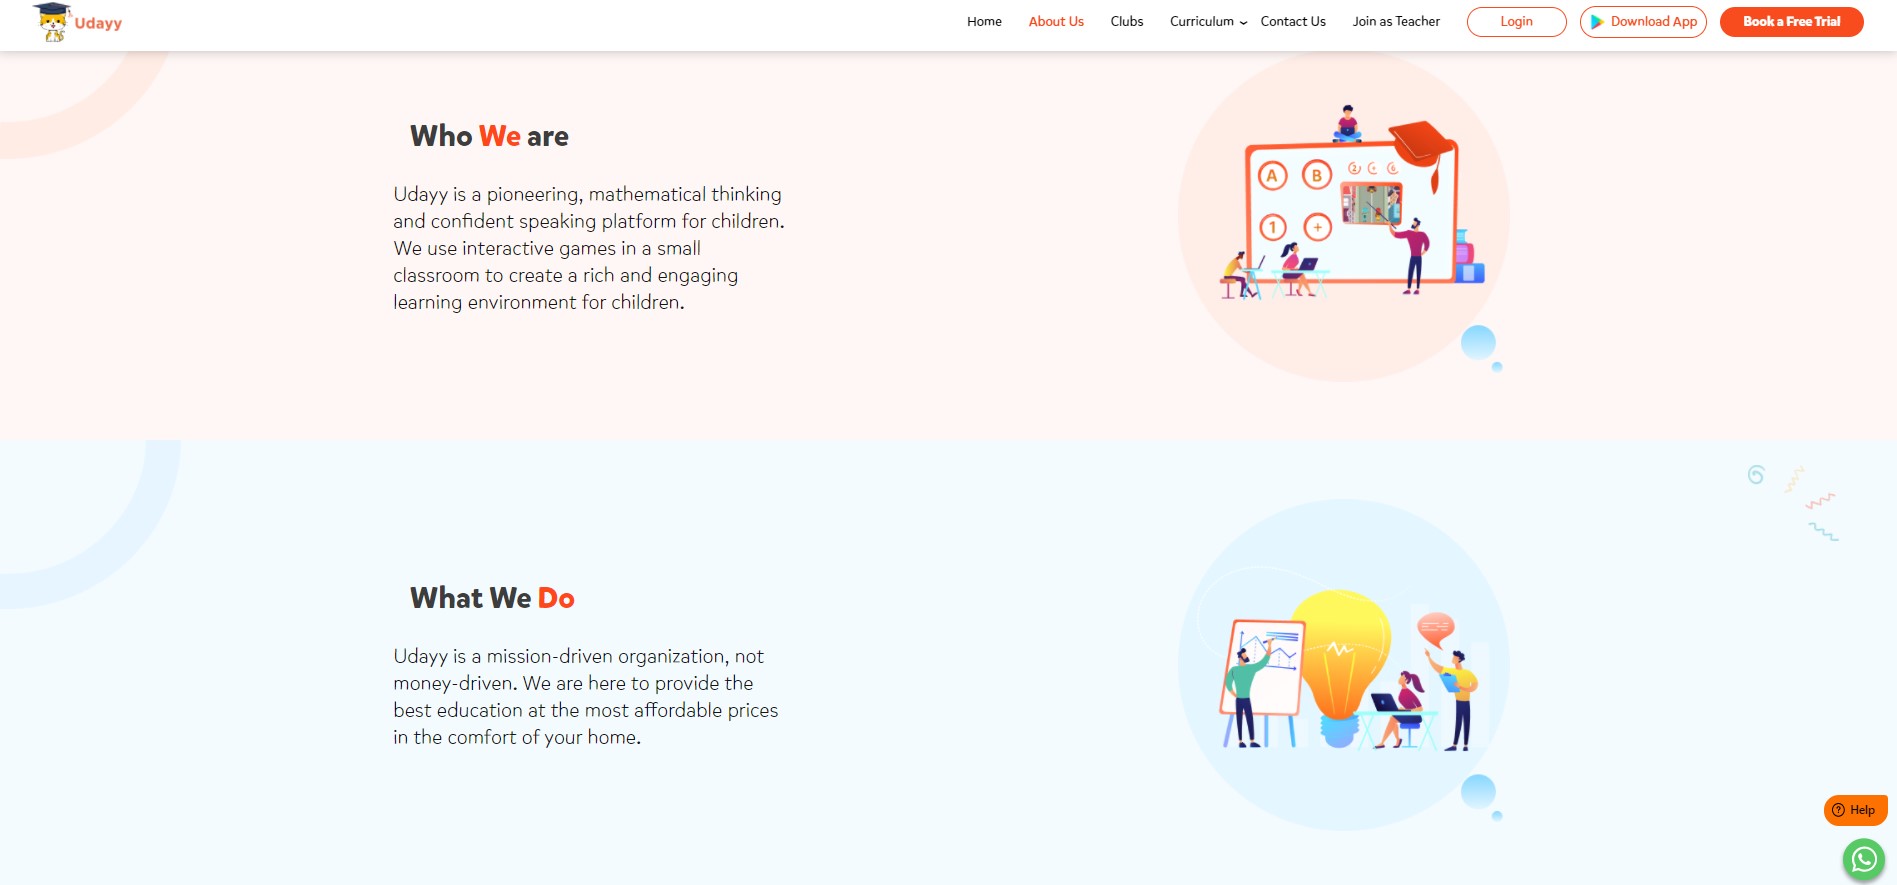 Udayy
Home
About Us
Clubs
Curriculum
Contact Us
Join as Teacher
Login
Download App
Book a Free Trial
Who We are
Udayy is a pioneering, mathematical thinking
and confident speaking platform for children.
We use interactive games in a small
classroom to create a rich and engaging
learning environment for children.
A B 2 + 6
1 +
What We Do
Udayy is a mission-driven organization, not
money-driven. We are here to provide the
best education at the most affordable prices
in the comfort of your home.
? Help